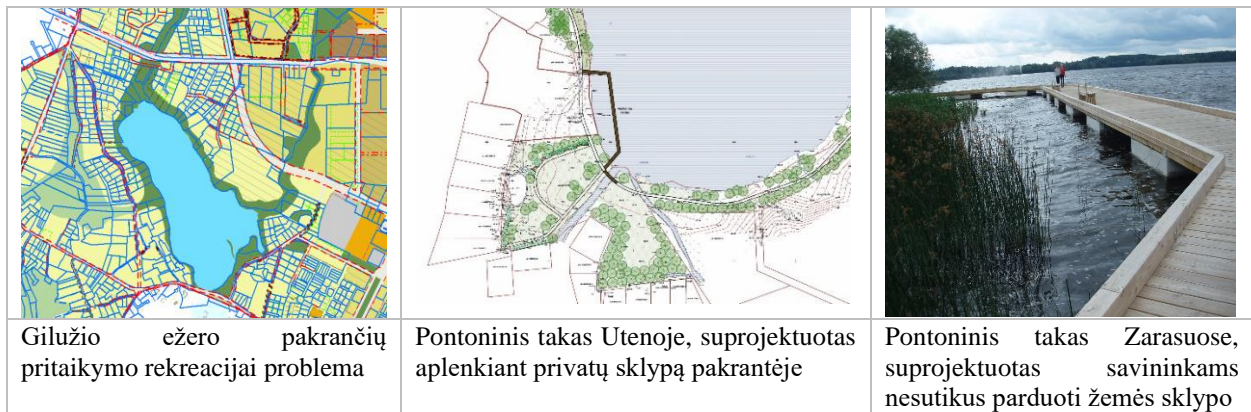 Gilužio ežero pakrančių
pritaikymo rekreacijai problema
Pontoninis takas Utenoje, suprojektuotas
aplenkiant privatų sklypą pakrantėje
Pontoninis takas Zarasuose,
suprojektuotas savininkams
nesutikus parduoti žemės sklypo